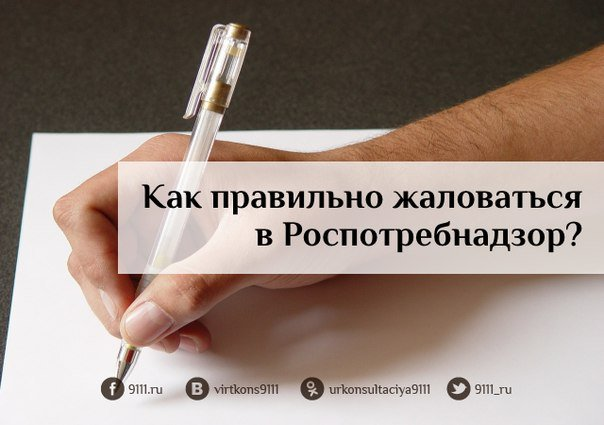 Как правильно жаловаться
в Роспотребнадзор?
9111.ru virtkons9111 urkonsultaciya9111 9111_ru